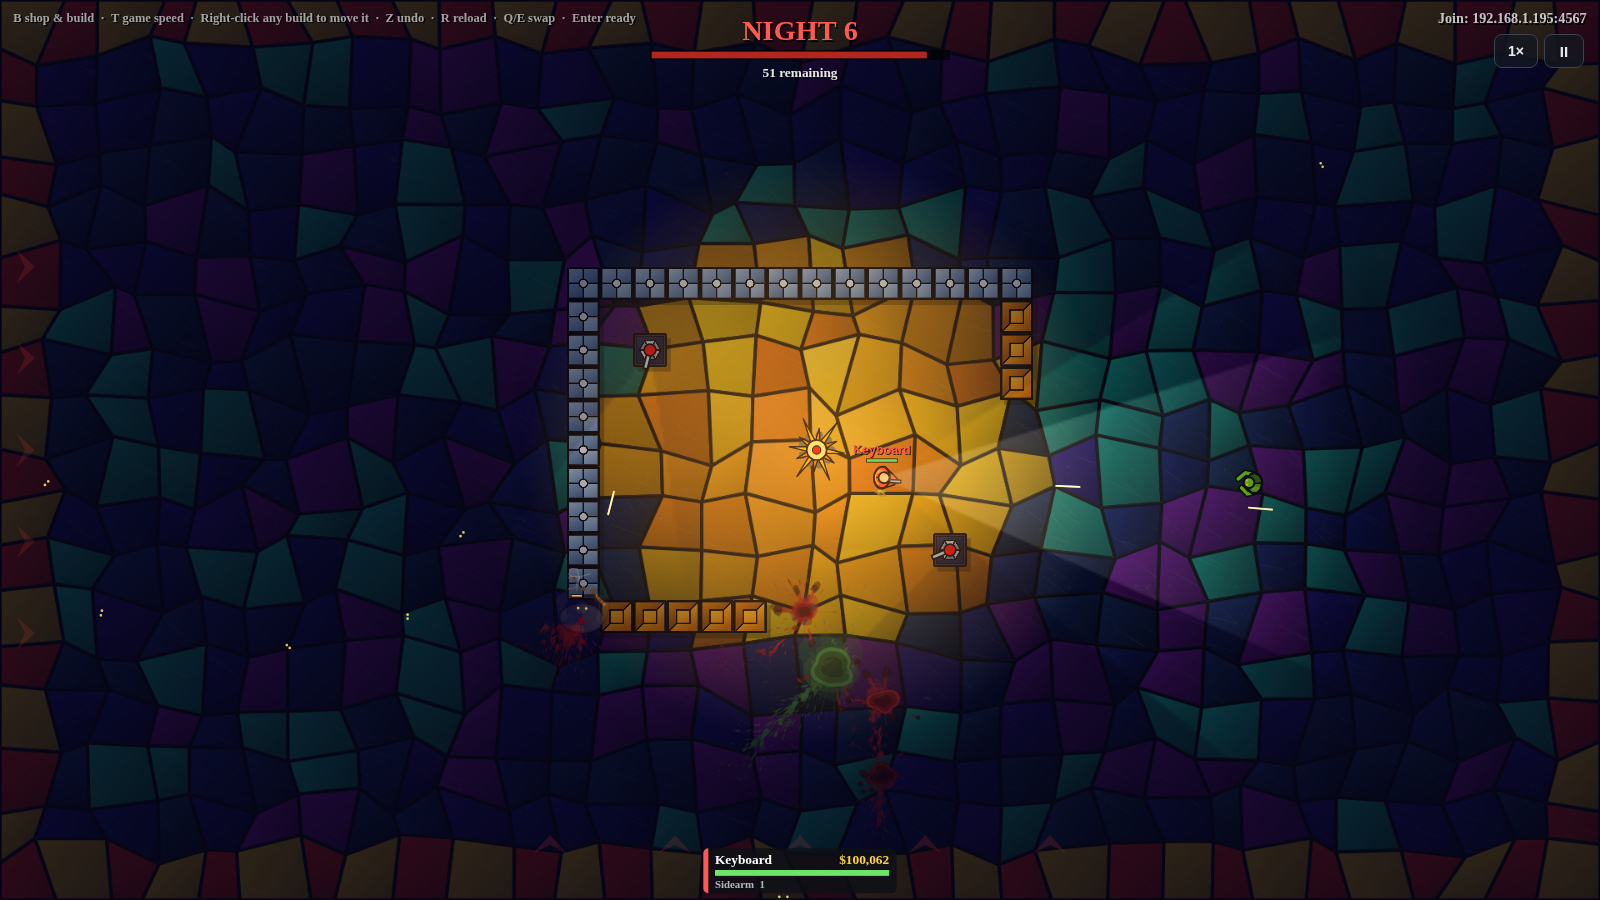 B shop & build · T game speed · Right-click any build to move it · Z undo · R reload · Q/E swap · Enter ready
NIGHT 6
51 remaining
Join: 192.168.1.195:4567
1×
Keyboard
Keyboard $100,062
Sidearm 1